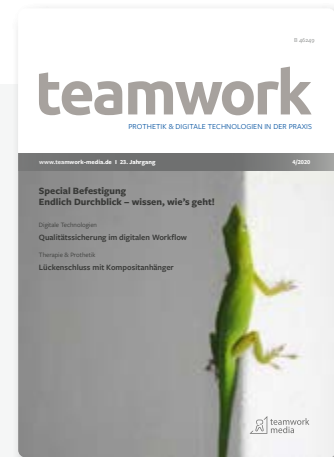 B 46249
teamwork
PROTHETIK & DIGITALE TECHNOLOGIEN IN DER PRAXIS
www.teamwork-media.de I 23. Jahrgang
4/2020
Special Befestigung
Endlich Durchblick – wissen, wie’s geht!
Digitale Technologien
Qualitätssicherung im digitalen Workflow
Therapie & Prothetik
Lückenschluss mit Kompositanhänger
teamwork
media